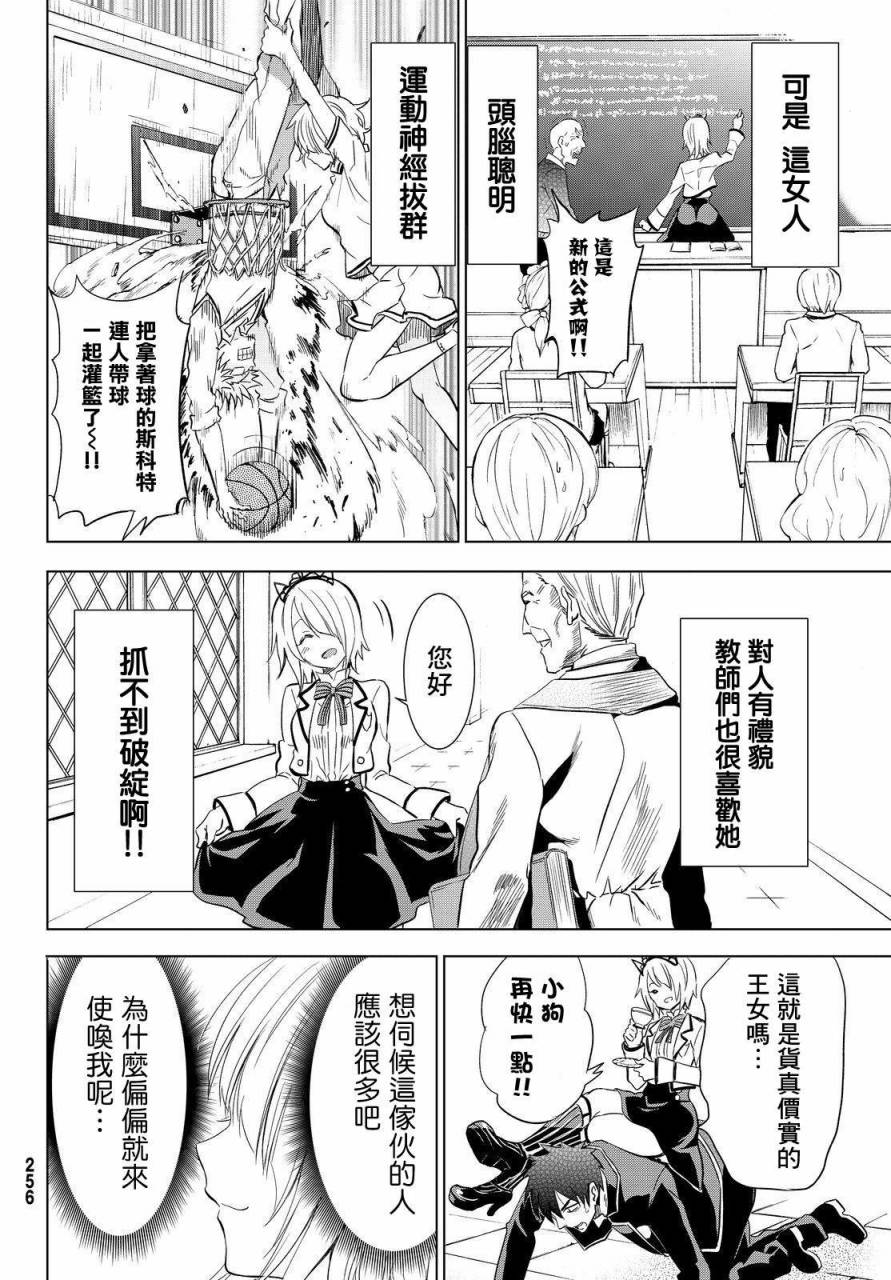 可是 這女人
頭腦聰明
這是
新的公式啊!!
運動神經拔群
把拿著球的斯科特
連人帶球
一起灌籃了~!!
對人有禮貌
教師們也很喜歡她
您好
抓不到破綻啊!!
這就是貨真價實的
王女嗎…
小狗
再快一點!!
想伺候這傢伙的人
應該很多吧
為什麼偏偏就來
使喚我呢…
256